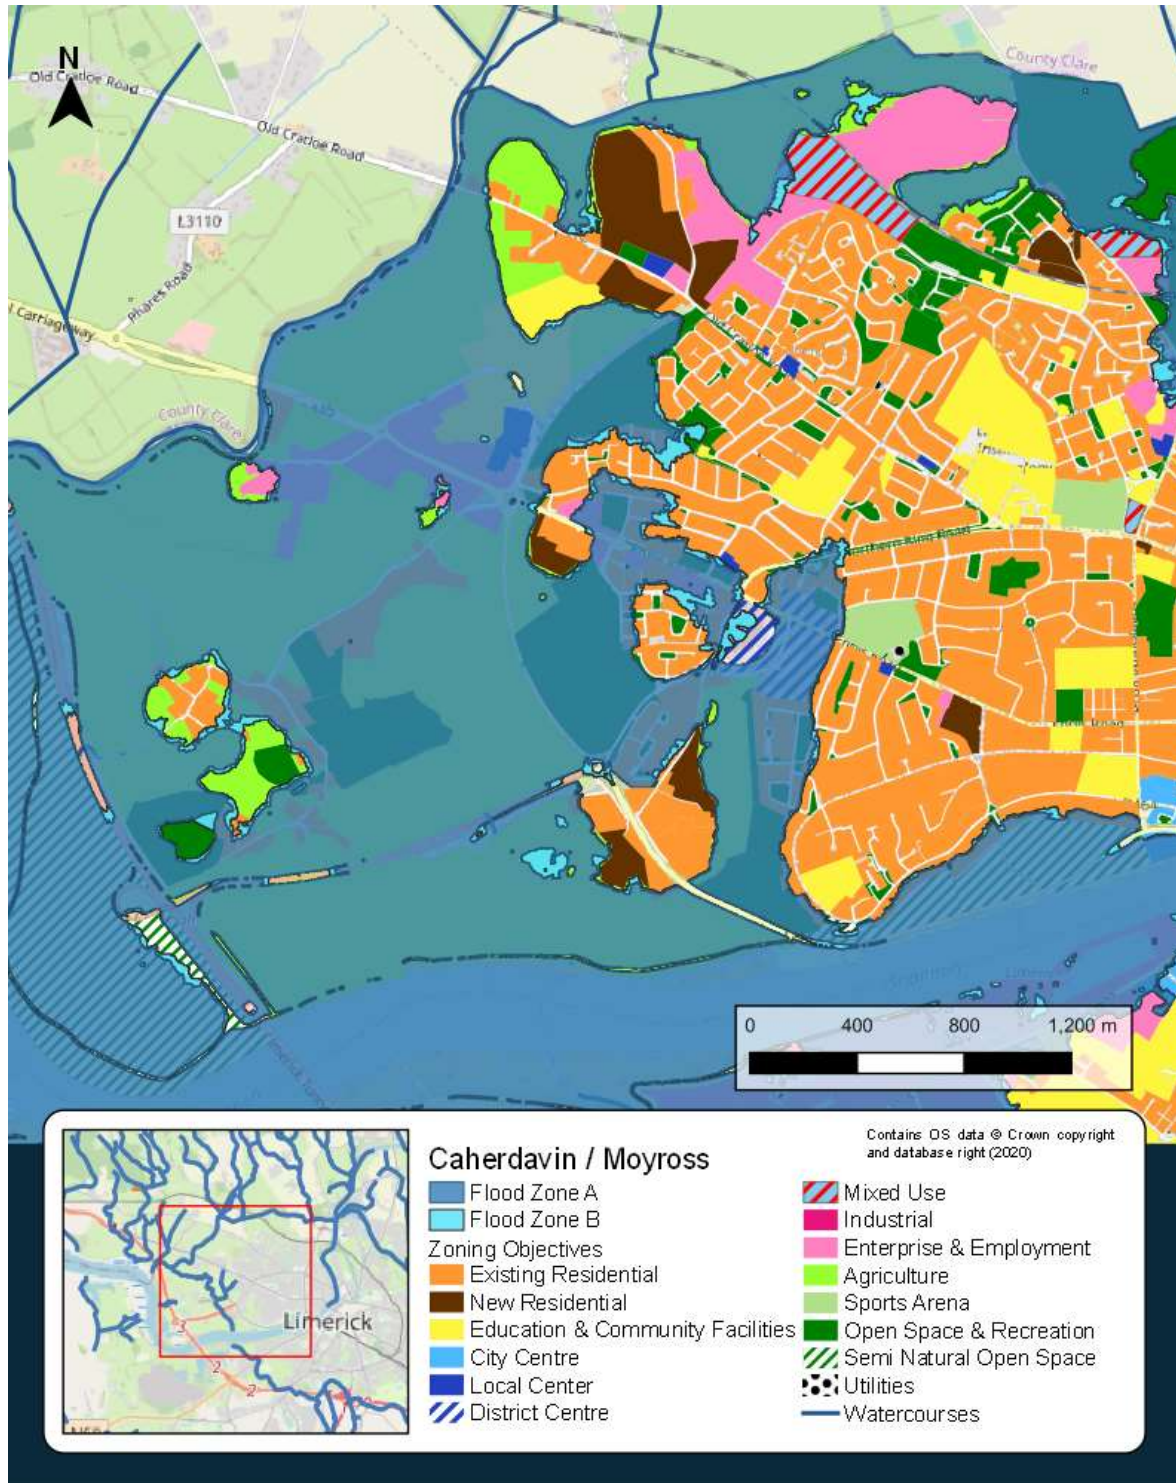 County Clare
N
Old Cratloe Road
Old Cratloe Road
L3110
Phares Road
l Carriageway
County Clare
Northern Ring Road
0 400 800 1,200 m
Contains OS data © Crown copyright
and database right (2020)
Caherdavin / Moyross
Flood Zone A
Flood Zone B
Zoning Objectives
Existing Residential
New Residential
Education & Community Facilities
City Centre
Local Center
District Centre
Mixed Use
Industrial
Enterprise & Employment
Agriculture
Sports Arena
Open Space & Recreation
Semi Natural Open Space
Utilities
Watercourses
Limerick
3
2
2